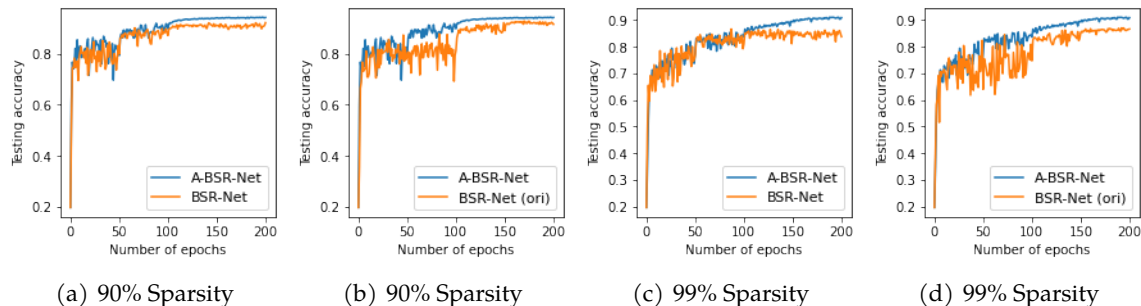 Testing accuracy
0.8
0.6
0.4
0.2
0 50 100 150 200
Number of epochs
A-BSR-Net
BSR-Net
(a) 90% Sparsity
Testing accuracy
0.8
0.6
0.4
0.2
0 50 100 150 200
Number of epochs
A-BSR-Net
BSR-Net (ori)
(b) 90% Sparsity
Testing accuracy
0.9
0.8
0.7
0.6
0.5
0.4
0.3
0.2
0 50 100 150 200
Number of epochs
A-BSR-Net
BSR-Net
(c) 99% Sparsity
Testing accuracy
0.9
0.8
0.7
0.6
0.5
0.4
0.3
0.2
0 50 100 150 200
Number of epochs
A-BSR-Net
BSR-Net (ori)
(d) 99% Sparsity